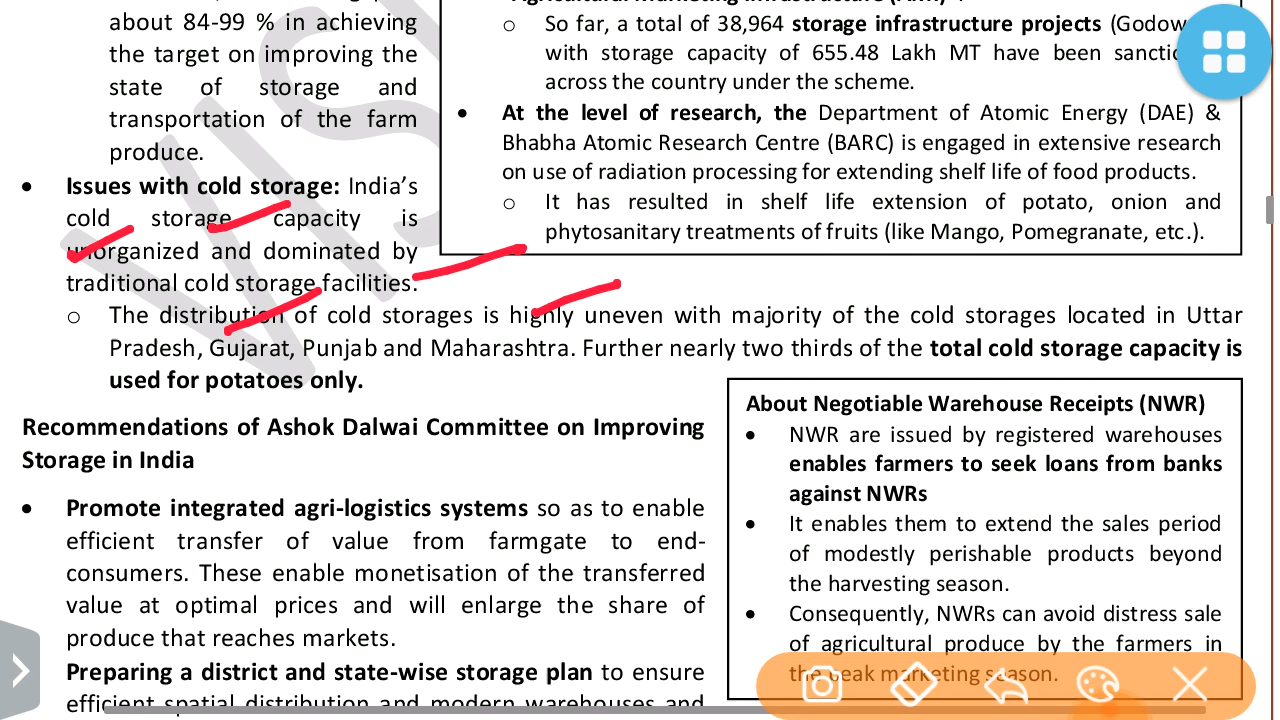 about 84-99 % in achieving
the target on improving the
state of storage and
transportation of the farm
produce.
Issues with cold storage: India's
cold storage capacity is
unorganized and dominated by
traditional cold storage facilities.
o So far, a total of 38,964 storage infrastructure projects
with storage capacity of 655.48 Lakh MT have been
across the country under the scheme.
• At the level of research, the Department of Atomic Energy (DAE) &
Bhabha Atomic Research Centre (BARC) is engaged in extensive research
on use of radiation processing for extending shelf life of food products.
o It has resulted in shelf life extension of potato, onion and
phytosanitary treatments of fruits (like Mango, Pomegranate, etc.).
o The distribution of cold storages is highly uneven with majority of the cold storages located in Uttar
Pradesh, Gujarat, Punjab and Maharashtra. Further nearly two thirds of the total cold storage capacity is
used for potatoes only.
Recommendations of Ashok Dalwai Committee on Improving
Storage in India
• Promote integrated agri-logistics systems so as to enable
efficient transfer of value from farmgate to end-
consumers. These enable monetisation of the transferred
value at optimal prices and will enlarge the share of
produce that reaches markets.
Preparing a district and state-wise storage plan to ensure
efficient spatial distribution and modern warehouses and
About Negotiable Warehouse Receipts (NWR)
• NWR are issued by registered warehouses
enables farmers to seek loans from banks
against NWRs
• It enables them to extend the sales period
of modestly perishable products beyond
the harvesting season.
• Consequently, NWRs can avoid distress sale
of agricultural produce by the farmers in
the peak marketing season.